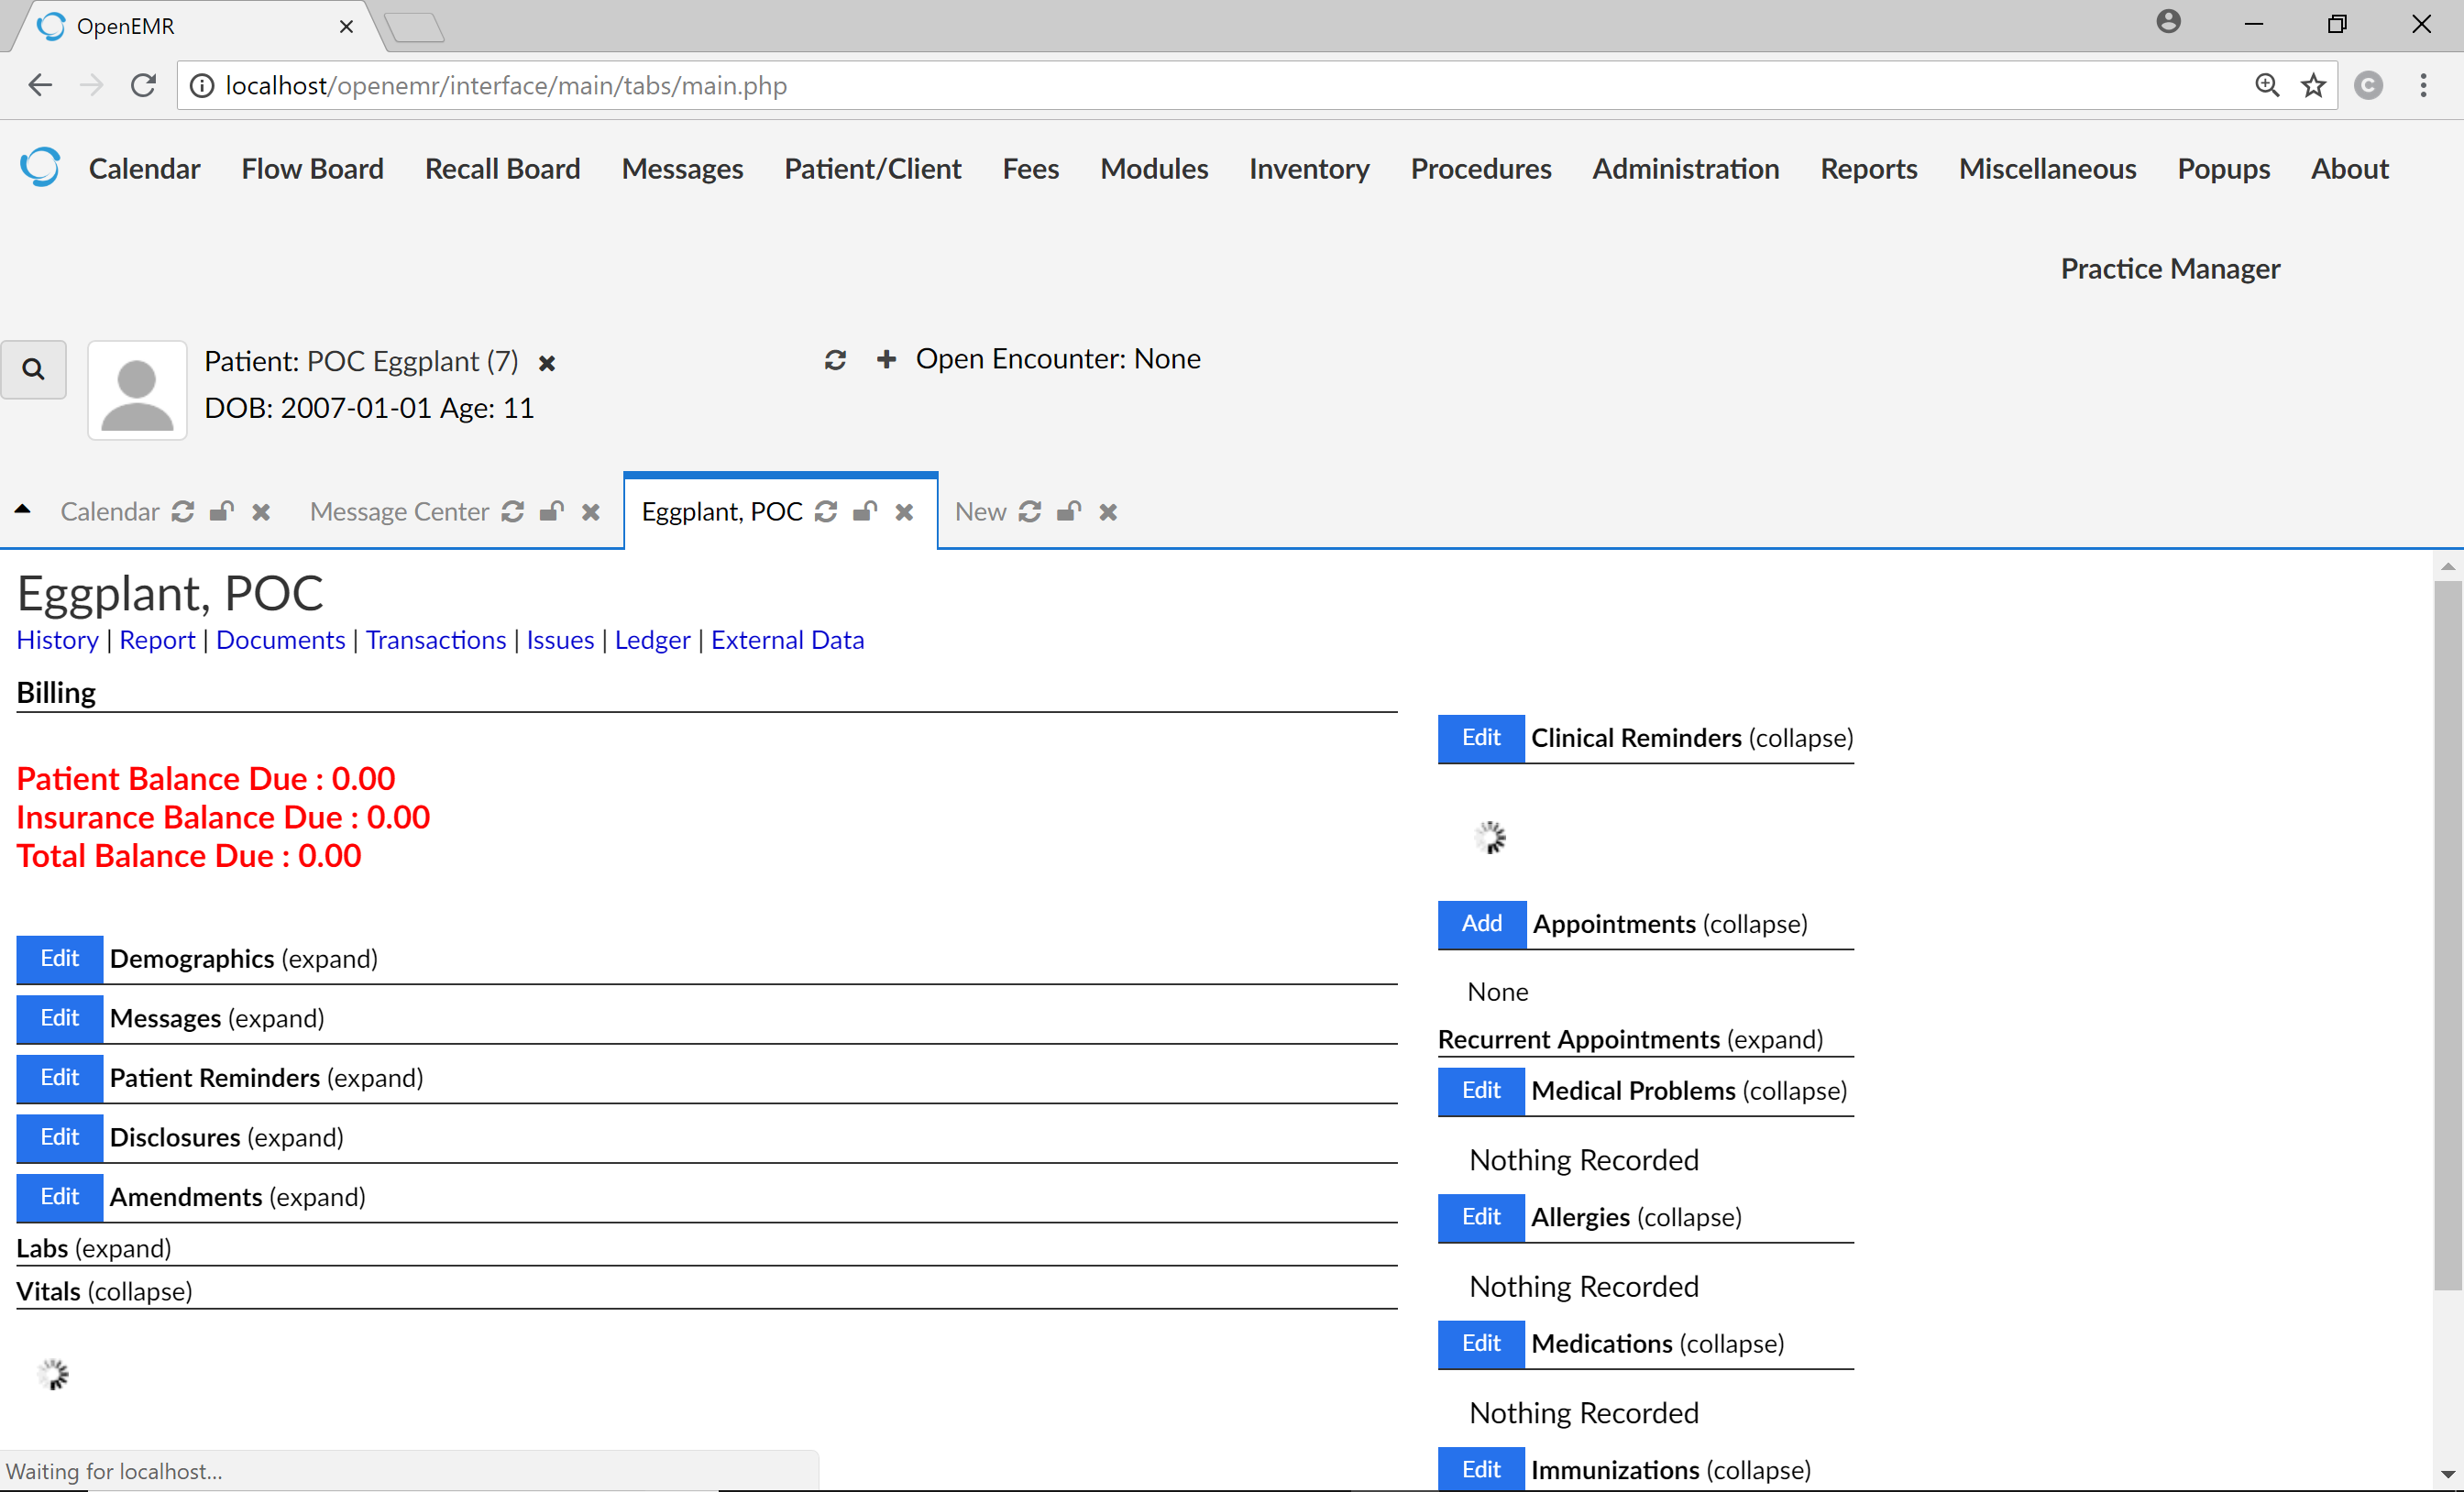 OpenEMR
localhost/openemr/interface/main/tabs/main.php
Calendar Flow Board Recall Board Messages Patient/Client Fees Modules Inventory Procedures Administration Reports Miscellaneous Popups About
Practice Manager
Patient: POC Eggplant (7)
DOB: 2007-01-01 Age: 11
Open Encounter: None
Calendar Message Center Eggplant, POC New
Eggplant, POC
History | Report | Documents | Transactions | Issues | Ledger | External Data
Billing
Patient Balance Due : 0.00
Insurance Balance Due : 0.00
Total Balance Due : 0.00
Edit Demographics (expand)
Edit Messages (expand)
Edit Patient Reminders (expand)
Edit Disclosures (expand)
Edit Amendments (expand)
Labs (expand)
Vitals (collapse)
Edit Clinical Reminders (collapse)
Add Appointments (collapse)
None
Recurrent Appointments (expand)
Edit Medical Problems (collapse)
Nothing Recorded
Edit Allergies (collapse)
Nothing Recorded
Edit Medications (collapse)
Nothing Recorded
Edit Immunizations (collapse)
Waiting for localhost...